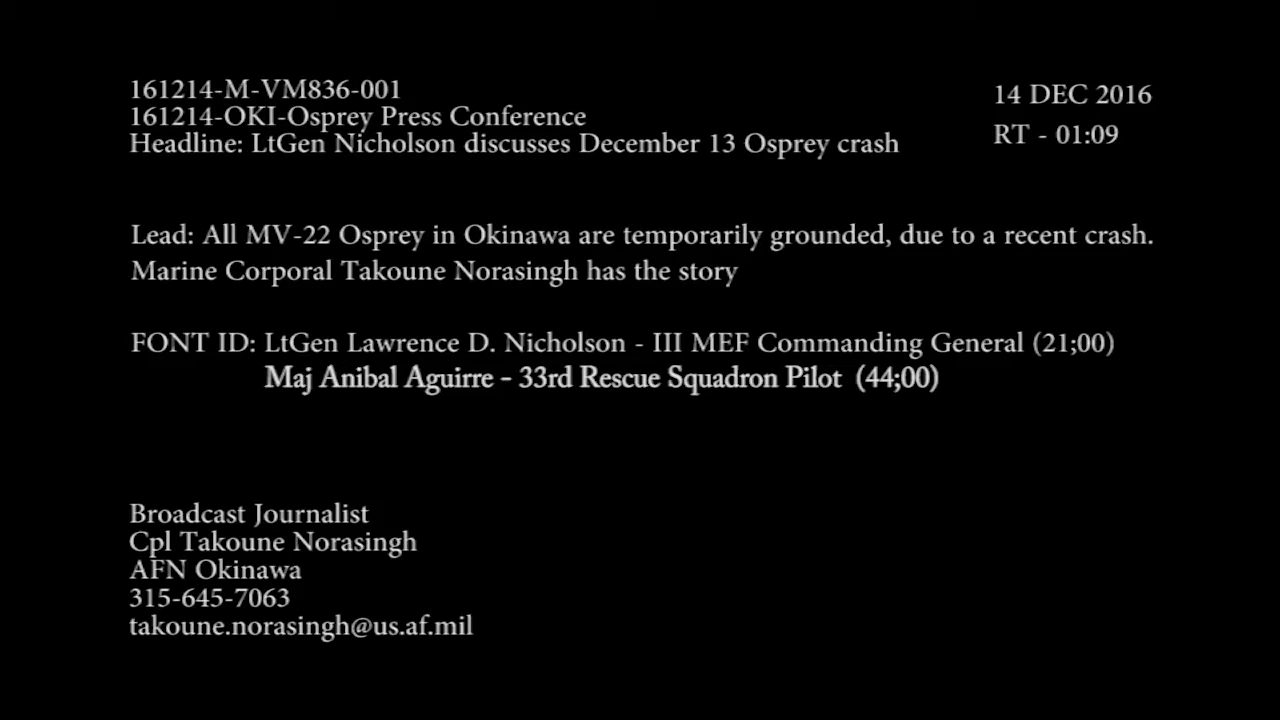 161214-M-VM836-001
14 DEC 2016
161214-OKI-Osprey Press Conference
RT - 01:09
Headline: LtGen Nicholson discusses December 13 Osprey crash
Lead: All MV-22 Osprey in Okinawa are temporarily grounded, due to a recent crash.
Marine Corporal Takoune Norasingh has the story
FONT ID: LtGen Lawrence D. Nicholson - III MEF Commanding General (21;00)
Maj Anibal Aguirre - 33rd Rescue Squadron Pilot (44;00)
Broadcast Journalist
Cpl Takoune Norasingh
AFN Okinawa
315-645-7063
takoune.norasingh@us.af.mil